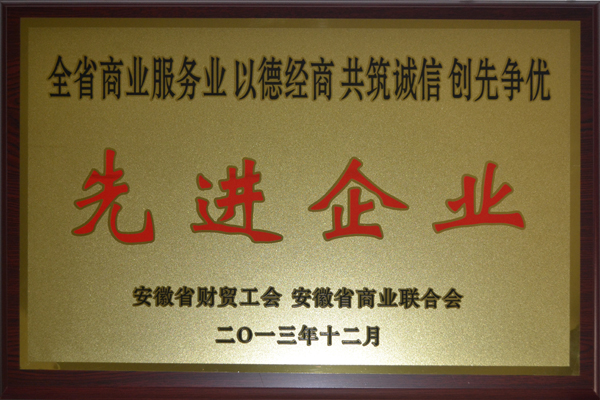 全省商业服务业 以德经商 共筑诚信 创先争优
先进企业
安徽省财贸工会 安徽省商业联合会
二〇一三年十二月